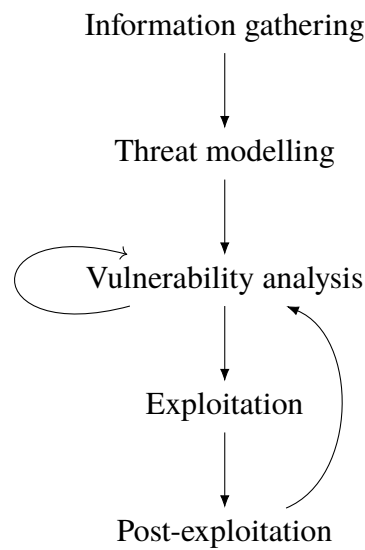 Information gathering
Threat modelling
Vulnerability analysis
Exploitation
Post-exploitation